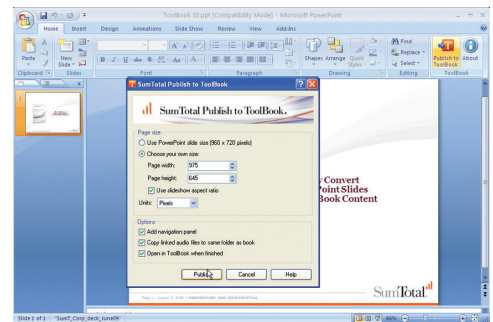 ToolBook 10.ppt [Compatibility Mode] - Microsoft PowerPoint
Home Insert Design Animations Slide Show Review View Add-Ins
Paste New Slide Shapes Arrange Quick Styles Find Replace Select Publish to ToolBook About
Clipboard Slides Font Paragraph Drawing Editing ToolBook
SumTotal Publish to ToolBook
SumTotal Publish to ToolBook.
Page size
Use PowerPoint slide size (960 x 720 pixels)
Choose your own size:
Page width: 975
Page height: 645
Use slideshow aspect ratio
Units: Pixels
Convert
Point Slides
Book Content
Options
Add navigation panel
Copy linked audio files to same folder as book
Open in ToolBook when finished
Publish Cancel Help
SumTotal.
Slide 1 of 1 "SumT_Corp_deck_June09" 66%